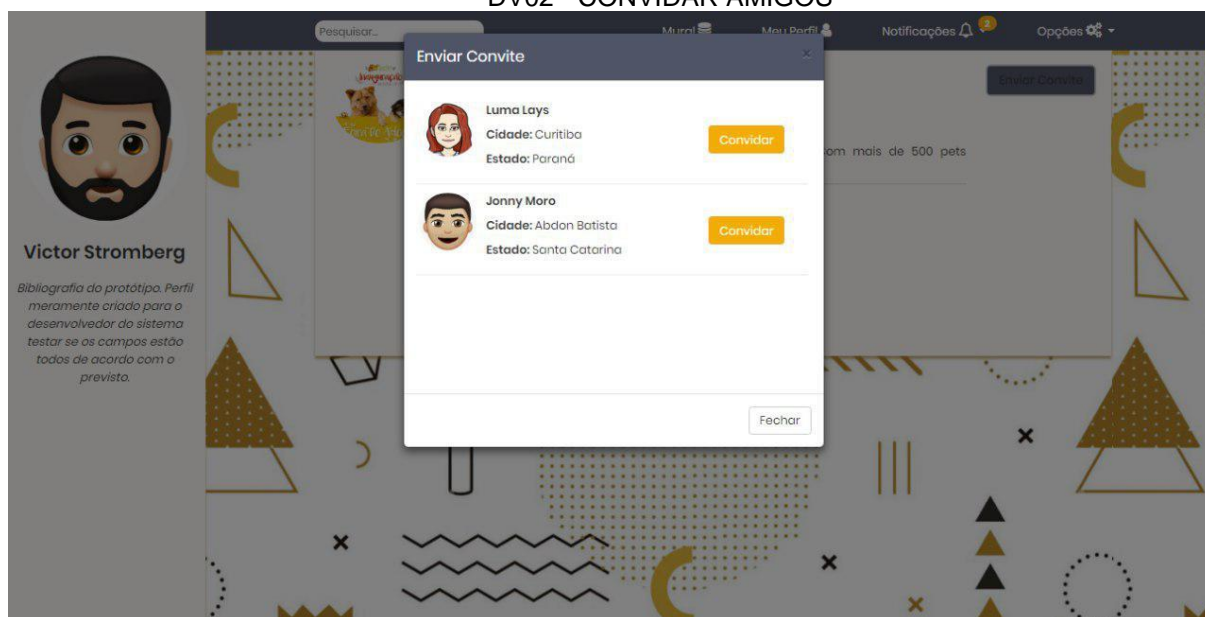 DV02 - CONVIDAR AMIGOS
Pesquisar...
Mural
Meu Perfil
Notificações
2
Opções
Enviar Convite
x
Enviar Convite
Luma Lays
Cidade: Curitiba
Estado: Paraná
Convidar
om mais de 500 pets
Jonny Moro
Cidade: Abdon Batista
Estado: Santa Catarina
Convidar
Fechar
Victor Stromberg
Bibliografia do protótipo. Perfil
meramente criado para o
desenvolvedor do sistema
testar se os campos estão
todos de acordo com o
previsto.